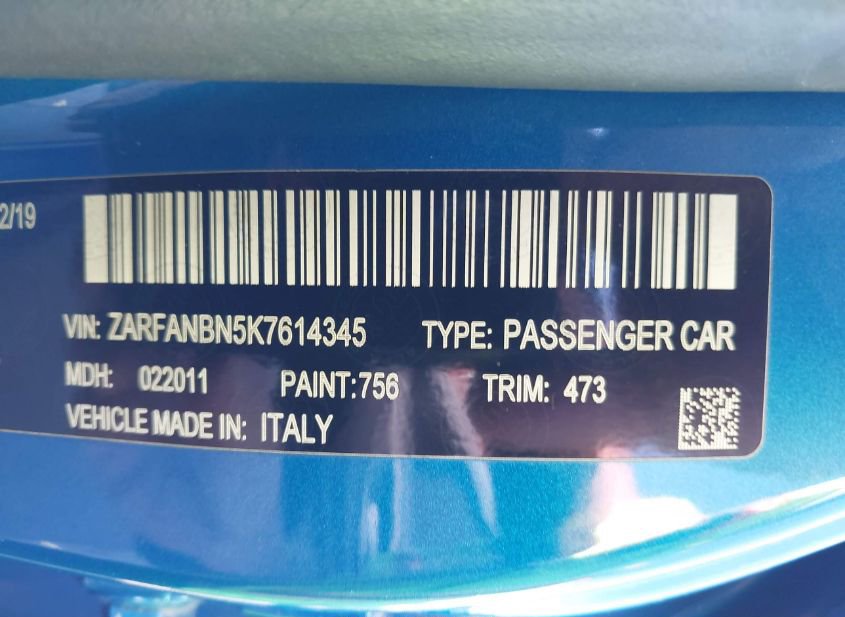 2/19
VIN: ZARFANBN5K7614345 TYPE: PASSENGER CAR
MDH: 022011 PAINT:756 TRIM: 473
VEHICLE MADE IN: ITALY